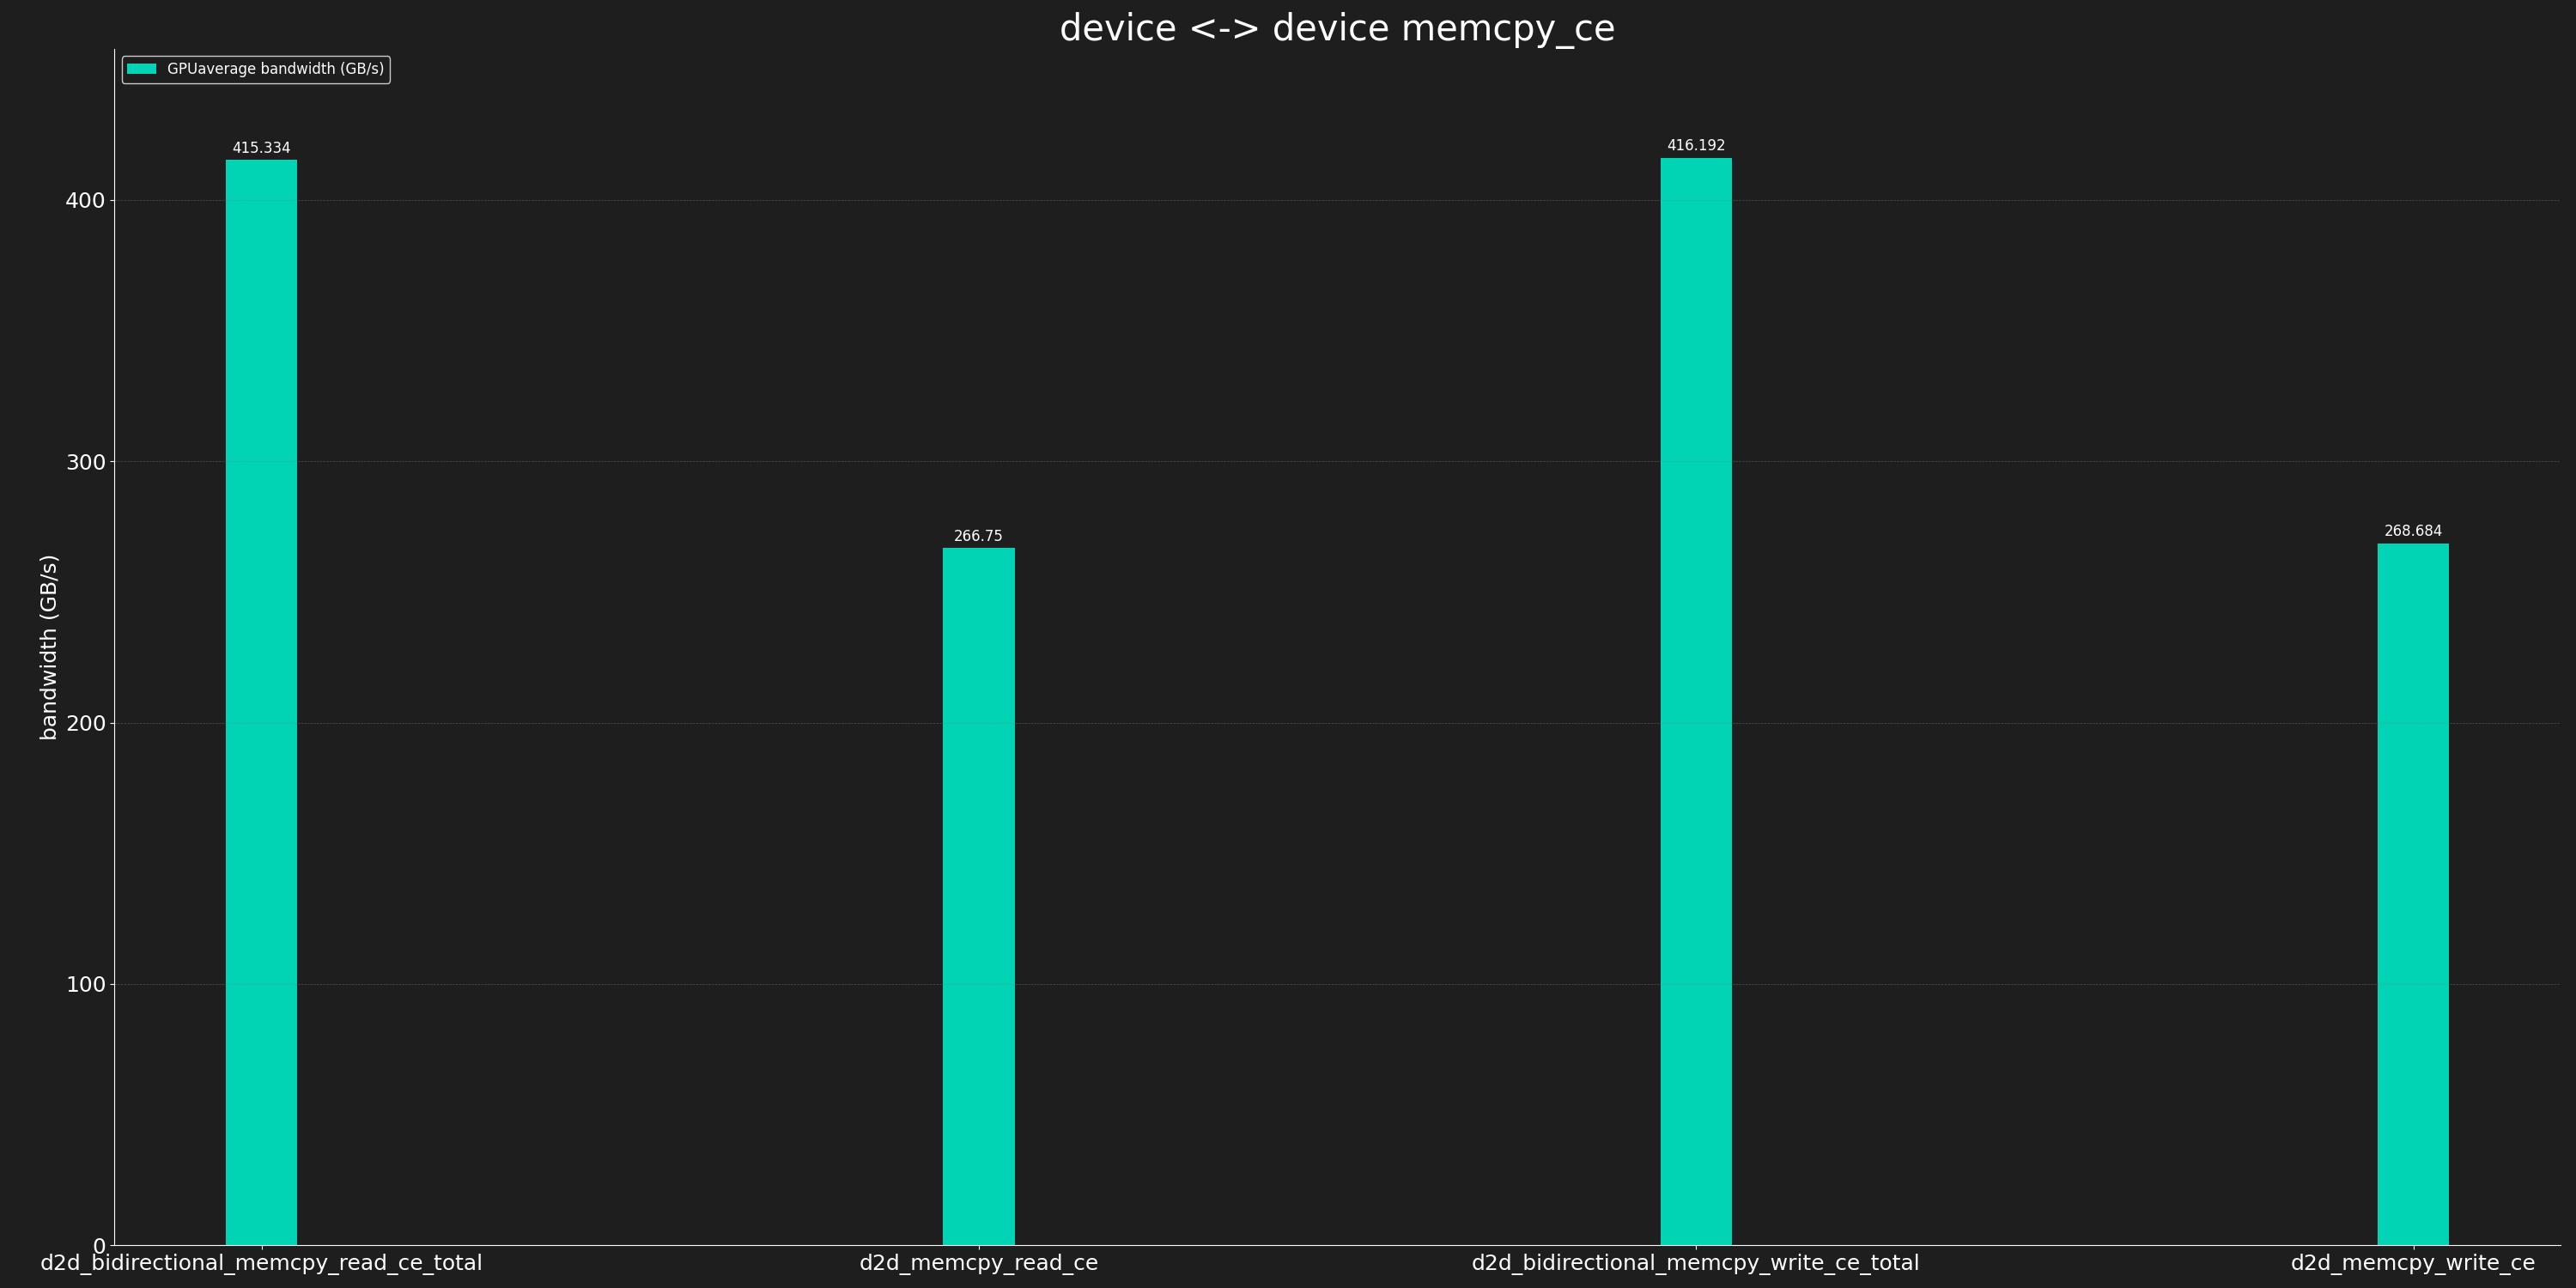 device <-> device memcpy_ce
GPUaverage bandwidth (GB/s)
415.334
416.192
400
300
266.75
268.684
bandwidth (GB/s)
200
100
0
d2d_bidirectional_memcpy_read_ce_total
d2d_memcpy_read_ce
d2d_bidirectional_memcpy_write_ce_total
d2d_memcpy_write_ce